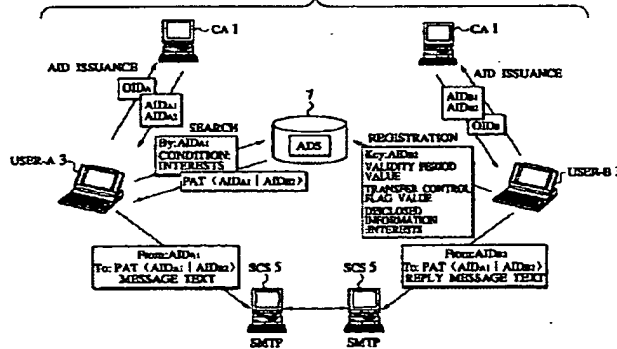 CA 1
CA 1
AID ISSUANCE
AID ISSUANCE
OIDA
AIDA1
AIDA2
AIDB1
AIDB2
OIDB
7
ADS
SEARCH
By:AIDA1
CONDITION:
INTERESTS
PAT <AIDA1 | AIDB2>
REGISTRATION
Key:AIDB2
VALIDITY PERIOD
VALUE
TRANSFER CONTROL
FLAG VALUE
DISCLOSED
INFORMATION
:INTERESTS
USER-A 3
USER-B 3
From:AIDA1
To: PAT <AIDA1 | AIDB2>
MESSAGE TEXT
From:AIDB2
To: PAT <AIDA1 | AIDB2>
REPLY MESSAGE TEXT
SCS 5
SCS 5
SMTP
SMTP